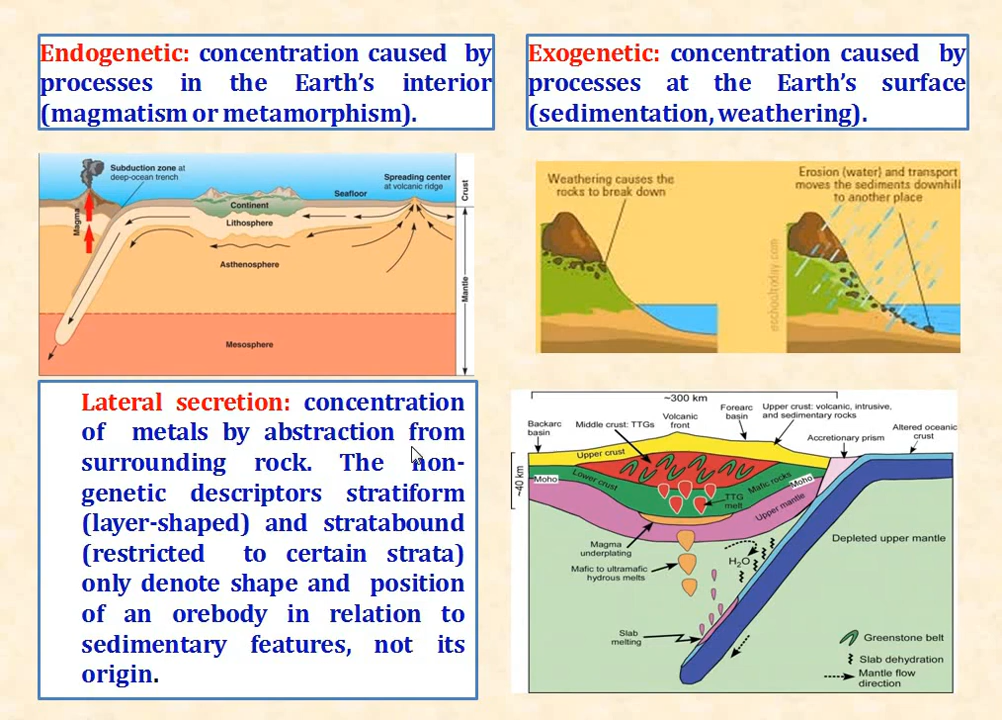 Endogenetic: concentration caused by
processes in the Earth's interior
(magmatism or metamorphism).
Exogenetic: concentration caused by
processes at the Earth's surface
(sedimentation, weathering).
Subduction zone at
deep-ocean trench
Spreading center
at volcanic ridge
Seafloor
Continent
Lithosphere
Magma
Asthenosphere
Mesosphere
Crust
Mantle
Weathering causes the
rocks to break down
Erosion (water) and transport
moves the sediments downhill
to another place
eschooltoday.com
Lateral secretion: concentration
of metals by abstraction from
surrounding rock. The non-
genetic descriptors stratiform
(layer-shaped) and stratabound
(restricted to certain strata)
only denote shape and position
of an orebody in relation to
sedimentary features, not its
origin.
~300 km
Backarc
basin
Middle crust: TTGs
Volcanic
front
Forearc
basin
Upper crust: volcanic, intrusive,
and sedimentary rocks
Accretionary prism
Altered oceanic
crust
~40 km
Upper crust
Moho
Lower crust
Mafic rocks
Moho
TTG
melt
Upper mantle
Magma
underplating
Mafic to ultramafic
hydrous melts
H₂O
Depleted upper mantle
Slab
melting
Greenstone belt
Slab dehydration
Mantle flow
direction